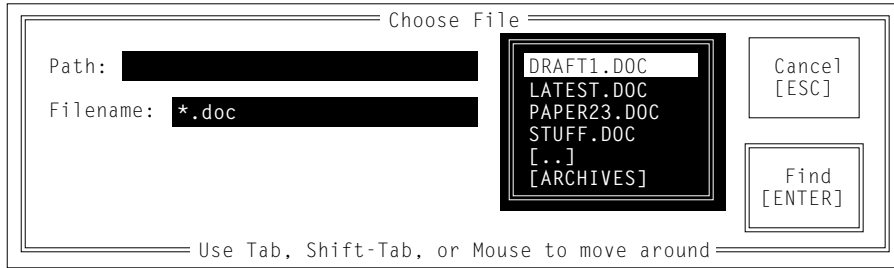 Choose File
Path:
Filename: *.doc
DRAFT1.DOC
LATEST.DOC
PAPER23.DOC
STUFF.DOC
[..]
[ARCHIVES]
Cancel
[ESC]
Find
[ENTER]
Use Tab, Shift-Tab, or Mouse to move around